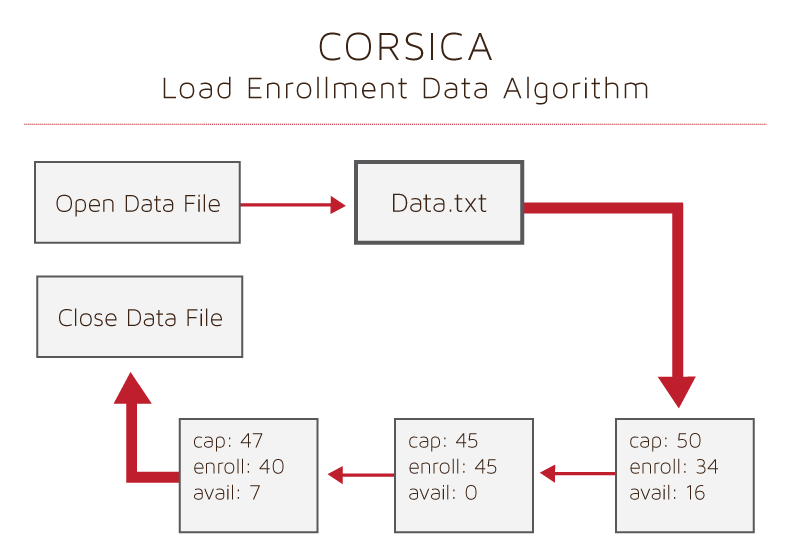 CORSICA
Load Enrollment Data Algorithm
Open Data File
Data.txt
Close Data File
cap: 47
enroll: 40
avail: 7
cap: 45
enroll: 45
avail: 0
cap: 50
enroll: 34
avail: 16